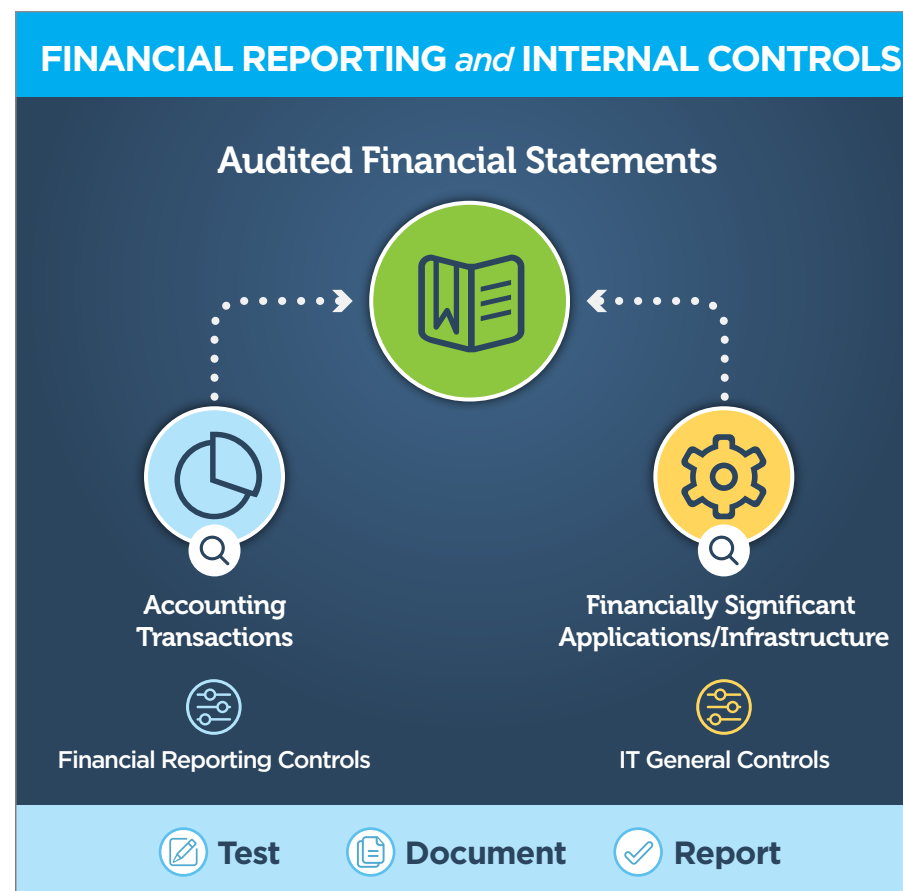 FINANCIAL REPORTING and INTERNAL CONTROLS
Audited Financial Statements
Accounting
Transactions
Financially Significant
Applications/Infrastructure
Financial Reporting Controls
IT General Controls
Test
Document
Report